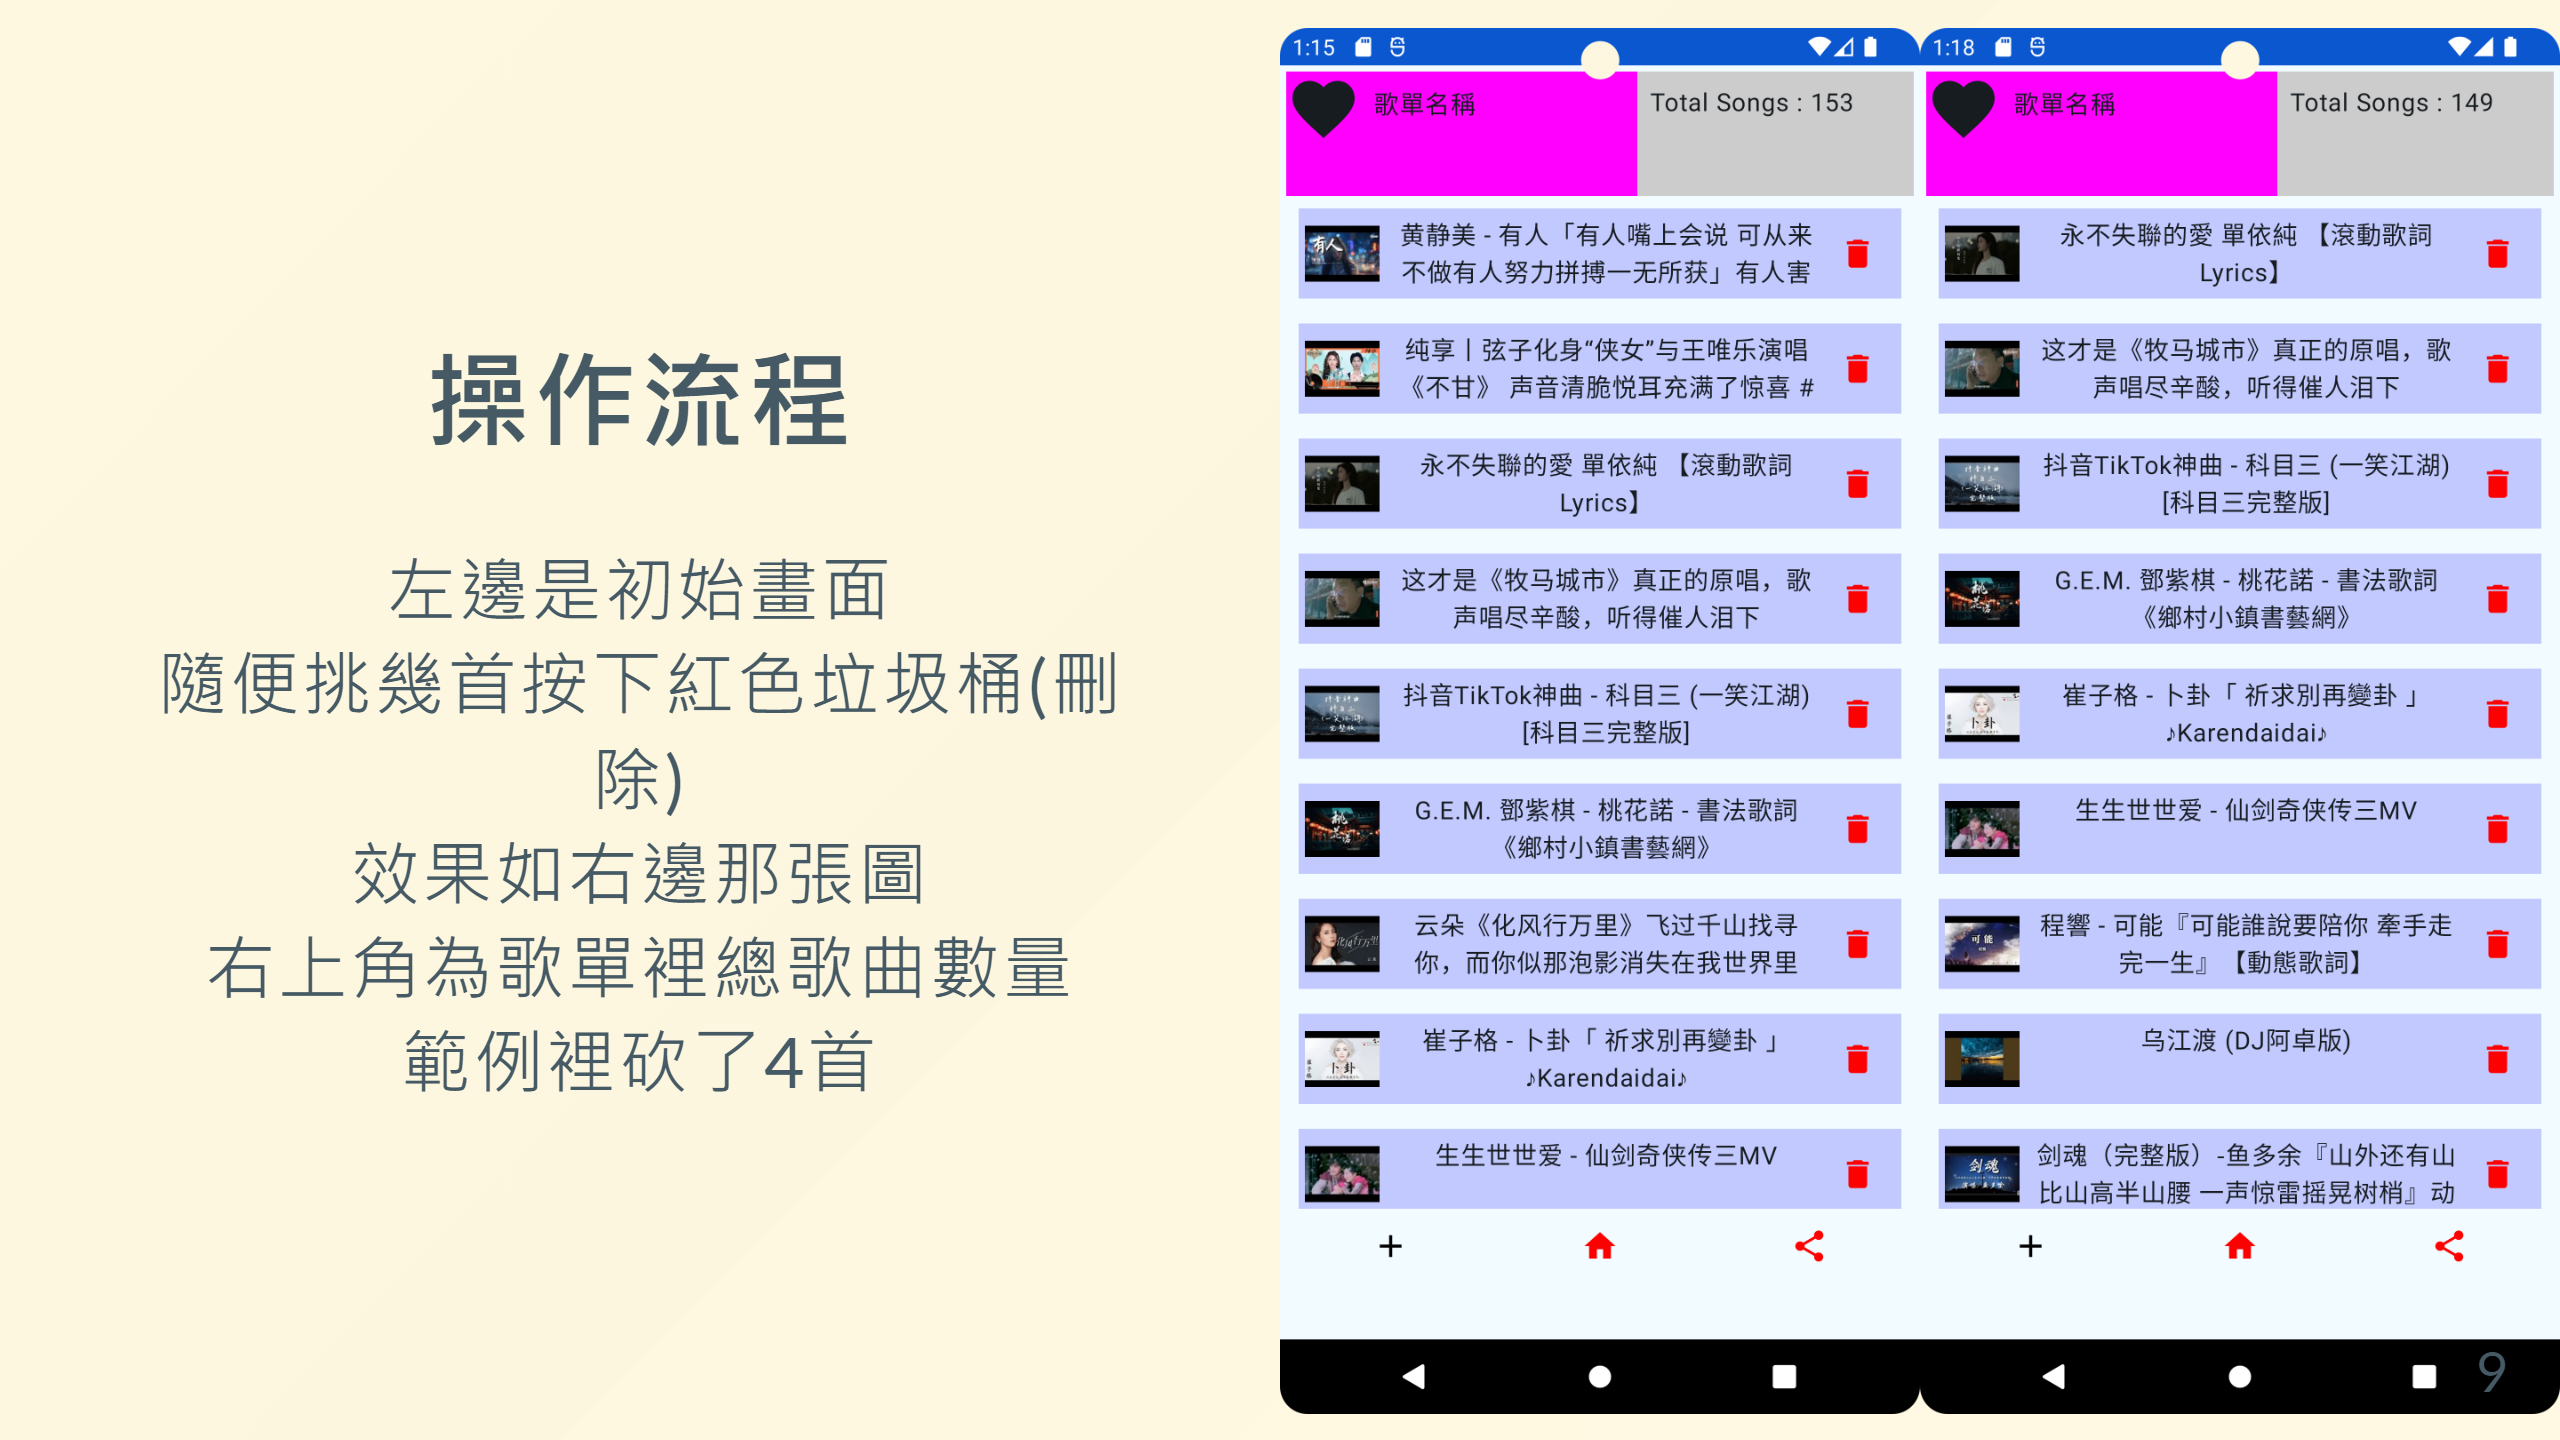 操作流程
左邊是初始畫面
隨便挑幾首按下紅色垃圾桶(刪
除)
效果如右邊那張圖
右上角為歌單裡總歌曲數量
範例裡砍了4首
1:15
歌單名稱
Total Songs : 153
有人
黄静美 - 有人「有人嘴上会说 可从来
不做有人努力拼搏一无所获」有人害
纯享丨弦子化身“侠女”与王唯乐演唱
《不甘》 声音清脆悦耳充满了惊喜 #
永不失聯的愛 單依純 【滾動歌詞
Lyrics】
这才是《牧马城市》真正的原唱，歌
声唱尽辛酸，听得催人泪下
抖音TikTok神曲 - 科目三 (一笑江湖)
[科目三完整版]
G.E.M. 鄧紫棋 - 桃花諾 - 書法歌詞
《鄉村小鎮書藝網》
云朵《化风行万里》飞过千山找寻
你，而你似那泡影消失在我世界里
卜卦
崔子格 - 卜卦「 祈求別再變卦 」
♪Karendaidai♪
生生世世爱 - 仙剑奇侠传三MV
1:18
歌單名稱
Total Songs : 149
永不失聯的愛 單依純 【滾動歌詞
Lyrics】
这才是《牧马城市》真正的原唱，歌
声唱尽辛酸，听得催人泪下
抖音TikTok神曲 - 科目三 (一笑江湖)
[科目三完整版]
G.E.M. 鄧紫棋 - 桃花諾 - 書法歌詞
《鄉村小鎮書藝網》
卜卦
崔子格 - 卜卦「 祈求別再變卦 」
♪Karendaidai♪
生生世世爱 - 仙剑奇侠传三MV
可能
程響 - 可能『可能誰說要陪你 牽手走
完一生』【動態歌詞】
乌江渡 (DJ阿卓版)
剑魂
剑魂（完整版）-鱼多余『山外还有山
比山高半山腰 一声惊雷摇晃树梢』动
9